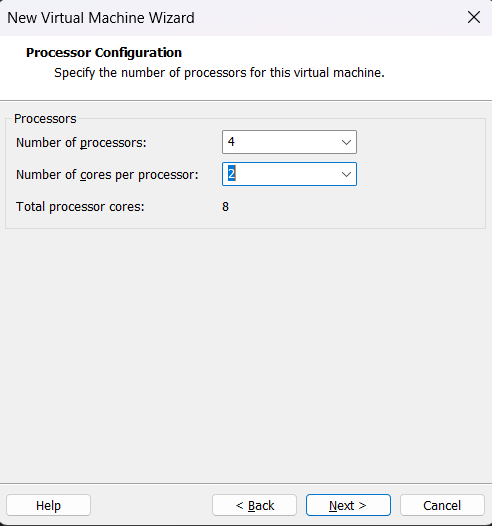 New Virtual Machine Wizard
Processor Configuration
Specify the number of processors for this virtual machine.
Processors
Number of processors: 4
Number of cores per processor: 2
Total processor cores: 8
Help < Back Next > Cancel